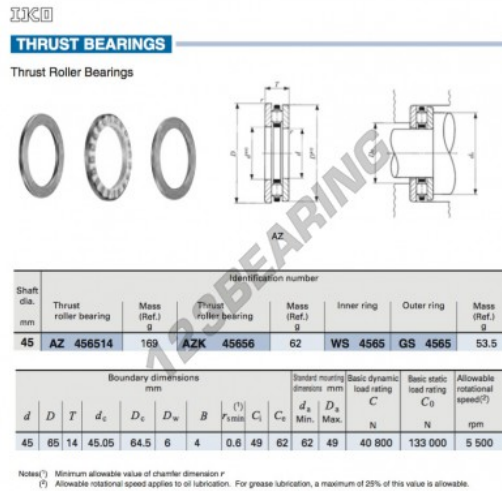 IKO
THRUST BEARINGS
Thrust Roller Bearings
AZ
123BEARING
Identification number
Shaft dia. mm
Thrust roller bearing
Mass (Ref.) g
Thrust roller bearing
Mass (Ref.) g
Inner ring
Outer ring
Mass (Ref.) g
45 AZ 456514 169 AZK 45656 62 WS 4565 GS 4565 53.5
Boundary dimensions mm
Standard mounting dimensions mm
Basic dynamic load rating C N
Basic static load rating C₀ N
Allowable rotational speed(²) rpm
d D T dc Dc Dw B rs min(¹) Ci Ce da Min. Da Max.
45 65 14 45.05 64.5 6 4 0.6 49 62 62 49 40 800 133 000 5 500
Notes(¹) Minimum allowable value of chamfer dimension r
(²) Allowable rotational speed applies to oil lubrication. For grease lubrication, a maximum of 25% of this value is allowable.